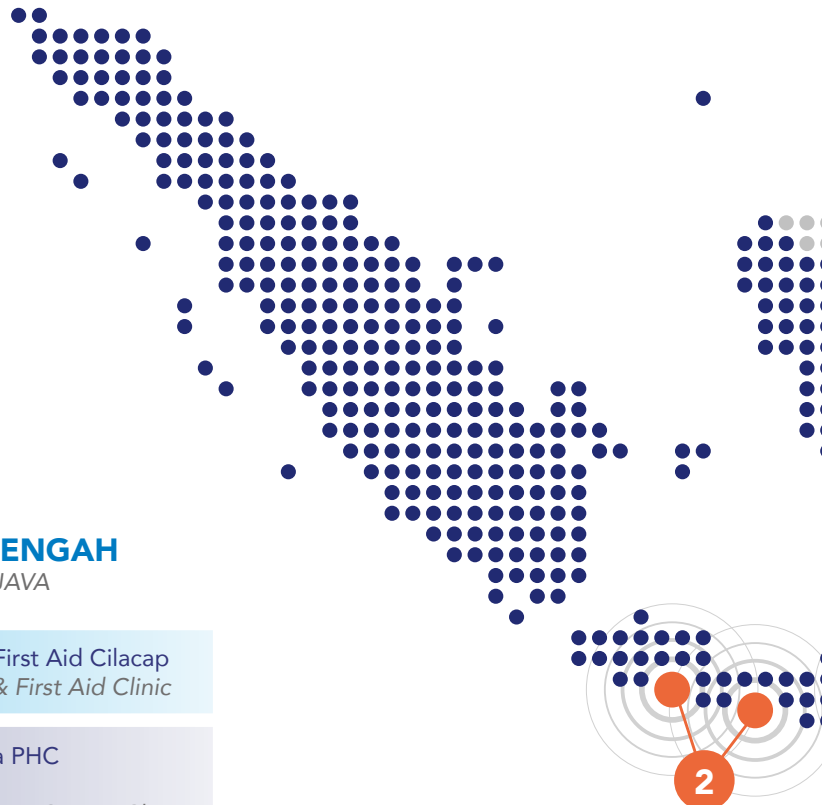 ENGAH
JAVA
First Aid Cilacap
& First Aid Clinic
a PHC
2